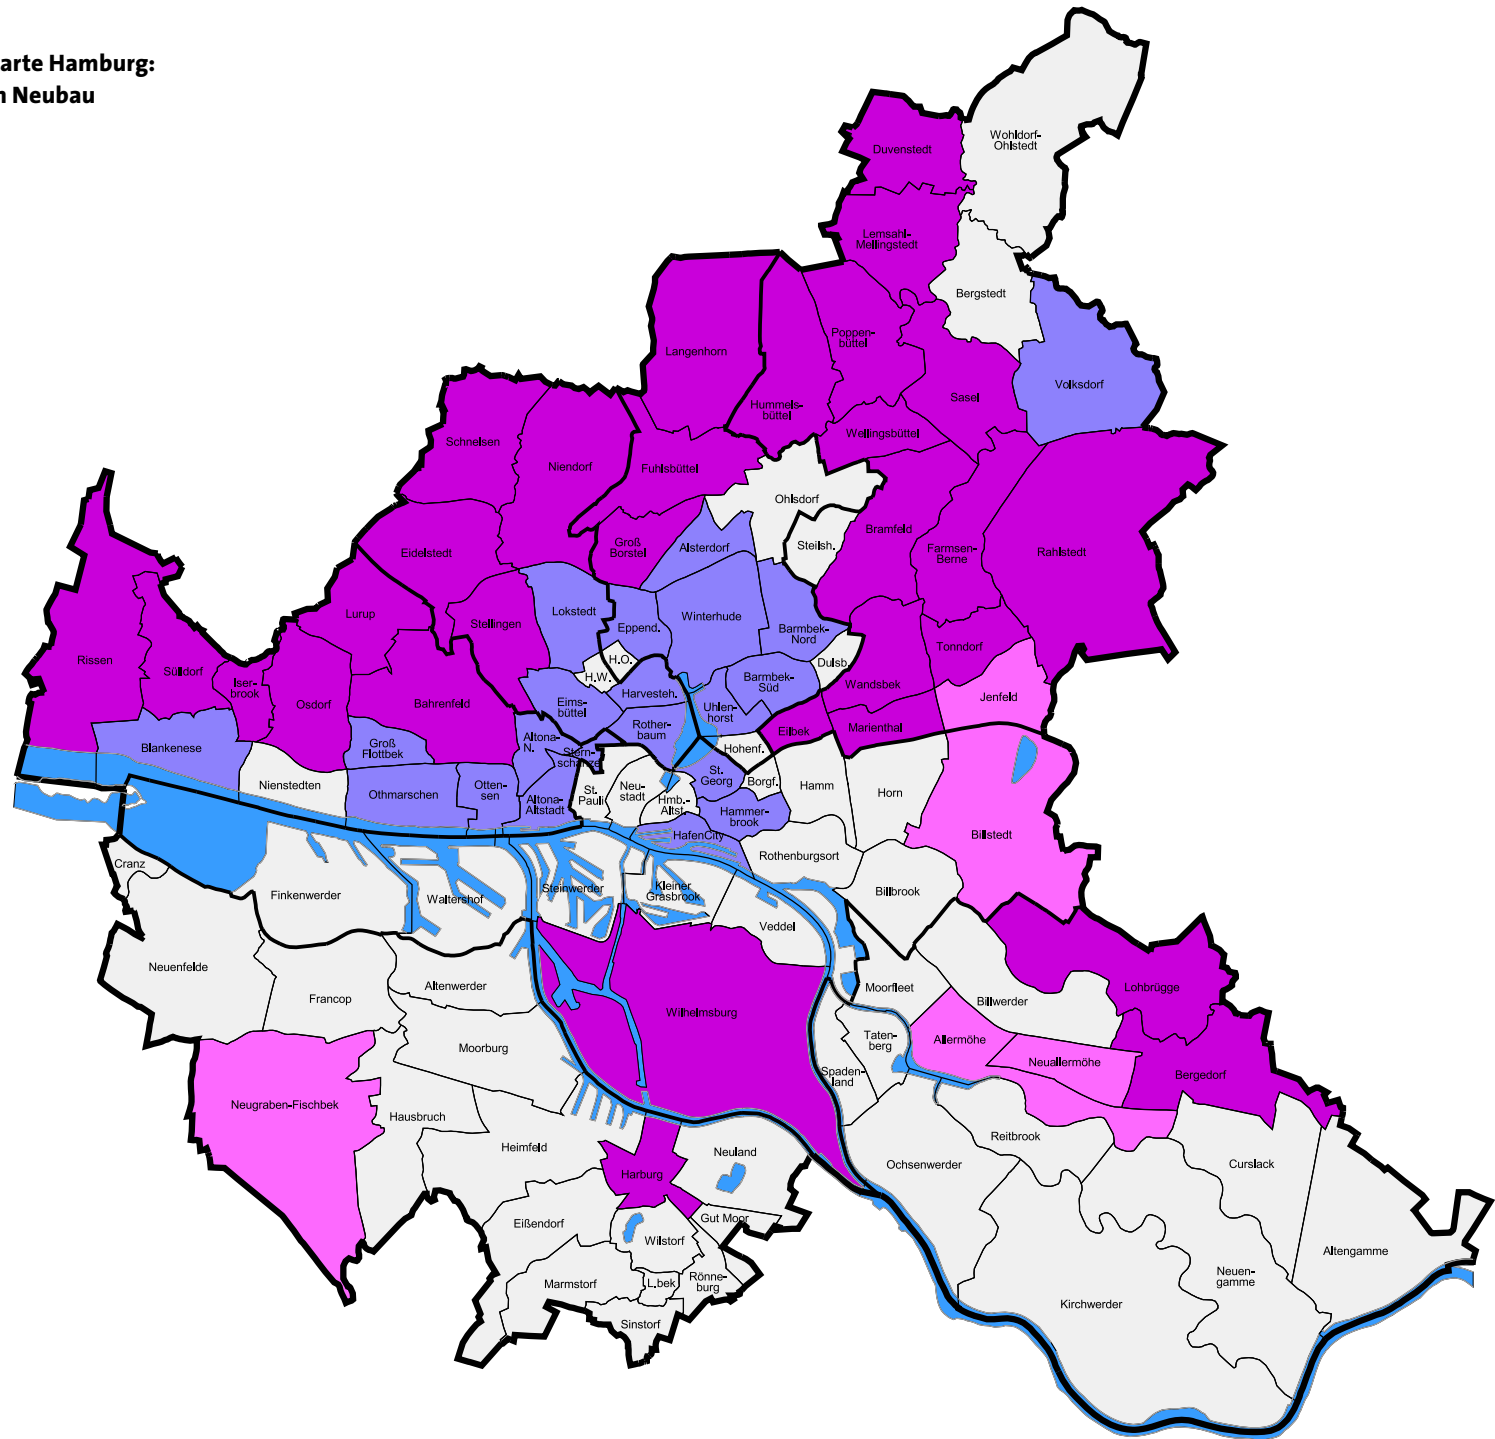 arte Hamburg:
n Neubau
Wohldorf-
Ohlstedt
Duvenstedt
Lemsahl-
Mellingstedt
Bergstedt
Poppen-
büttel
Langenhorn
Volksdorf
Sasel
Hummels-
büttel
Wellingsbüttel
Schnelsen
Niendorf
Fuhlsbüttel
Ohlsdorf
Bramfeld
Groß
Borstel
Alsterdorf
Steilsh.
Farmsen-
Berne
Rahlstedt
Eidelstedt
Lurup
Stellingen
Lokstedt
Eppend.
Winterhude
Barmbek-
Nord
Tonndorf
Rissen
Sülldorf
H.O.
H.W.
Dulsb.
Iser-
brook
Osdorf
Bahrenfeld
Eims-
büttel
Harvesteh.
Barmbek-
Süd
Wandsbek
Jenfeld
Uhlen-
horst
Rother-
baum
Eilbek
Marienthal
Blankenese
Groß
Flottbek
Altona-
N.
Stern-
schanze
Hohenf.
Nienstedten
Othmarschen
Otten-
sen
Altona-
Altstadt
St.
Pauli
Neu-
stadt
Hmb.-
Altst.
St.
Georg
Borgf.
Hamm
Horn
Hammer-
brook
HafenCity
Billstedt
Rothenburgsort
Cranz
Finkenwerder
Waltershof
Steinwerder
Kleiner
Grasbrook
Billbrook
Veddel
Neuenfelde
Francop
Altenwerder
Moorfleet
Billwerder
Lohbrügge
Wilhelmsburg
Moorburg
Taten-
berg
Allermöhe
Neuallermöhe
Spaden-
land
Bergedorf
Neugraben-Fischbek
Hausbruch
Heimfeld
Reitbrook
Neuland
Ochsenwerder
Curslack
Harburg
Eißendorf
Gut Moor
Wilstorf
Altengamme
Marmstorf
L.bek
Rönne-
burg
Neuen-
gamme
Kirchwerder
Sinstorf